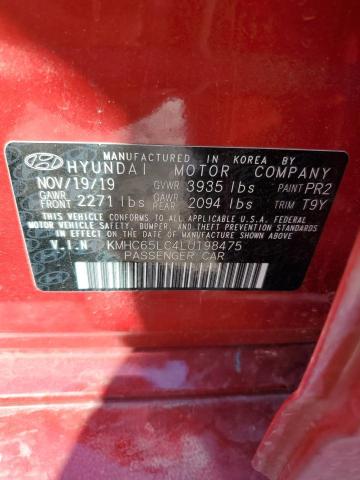 MANUFACTURED IN KOREA BY
HYUNDAI MOTOR COMPANY
NOV/19/19 GVWR 3935 lbs PAINT PR2
GAWR FRONT 2271 lbs GAWR REAR 2094 lbs TRIM T9Y
THIS VEHICLE CONFORMS TO ALL APPLICABLE U.S.A. FEDERAL
MOTOR VEHICLE SAFETY, BUMPER, AND THEFT PREVENTION STANDARDS
IN EFFECT ON THE DATE OF MANUFACTURE SHOWN ABOVE.
V.I.N KMHC65LC4LU198475
PASSENGER CAR